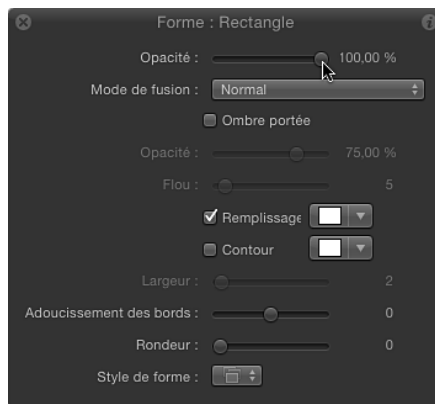 Forme : Rectangle
Opacité : 100,00 %
Mode de fusion : Normal
Ombre portée
Opacité : 75,00 %
Flou : 5
Remplissage
Contour
Largeur : 2
Adoucissement des bords : 0
Rondeur : 0
Style de forme :